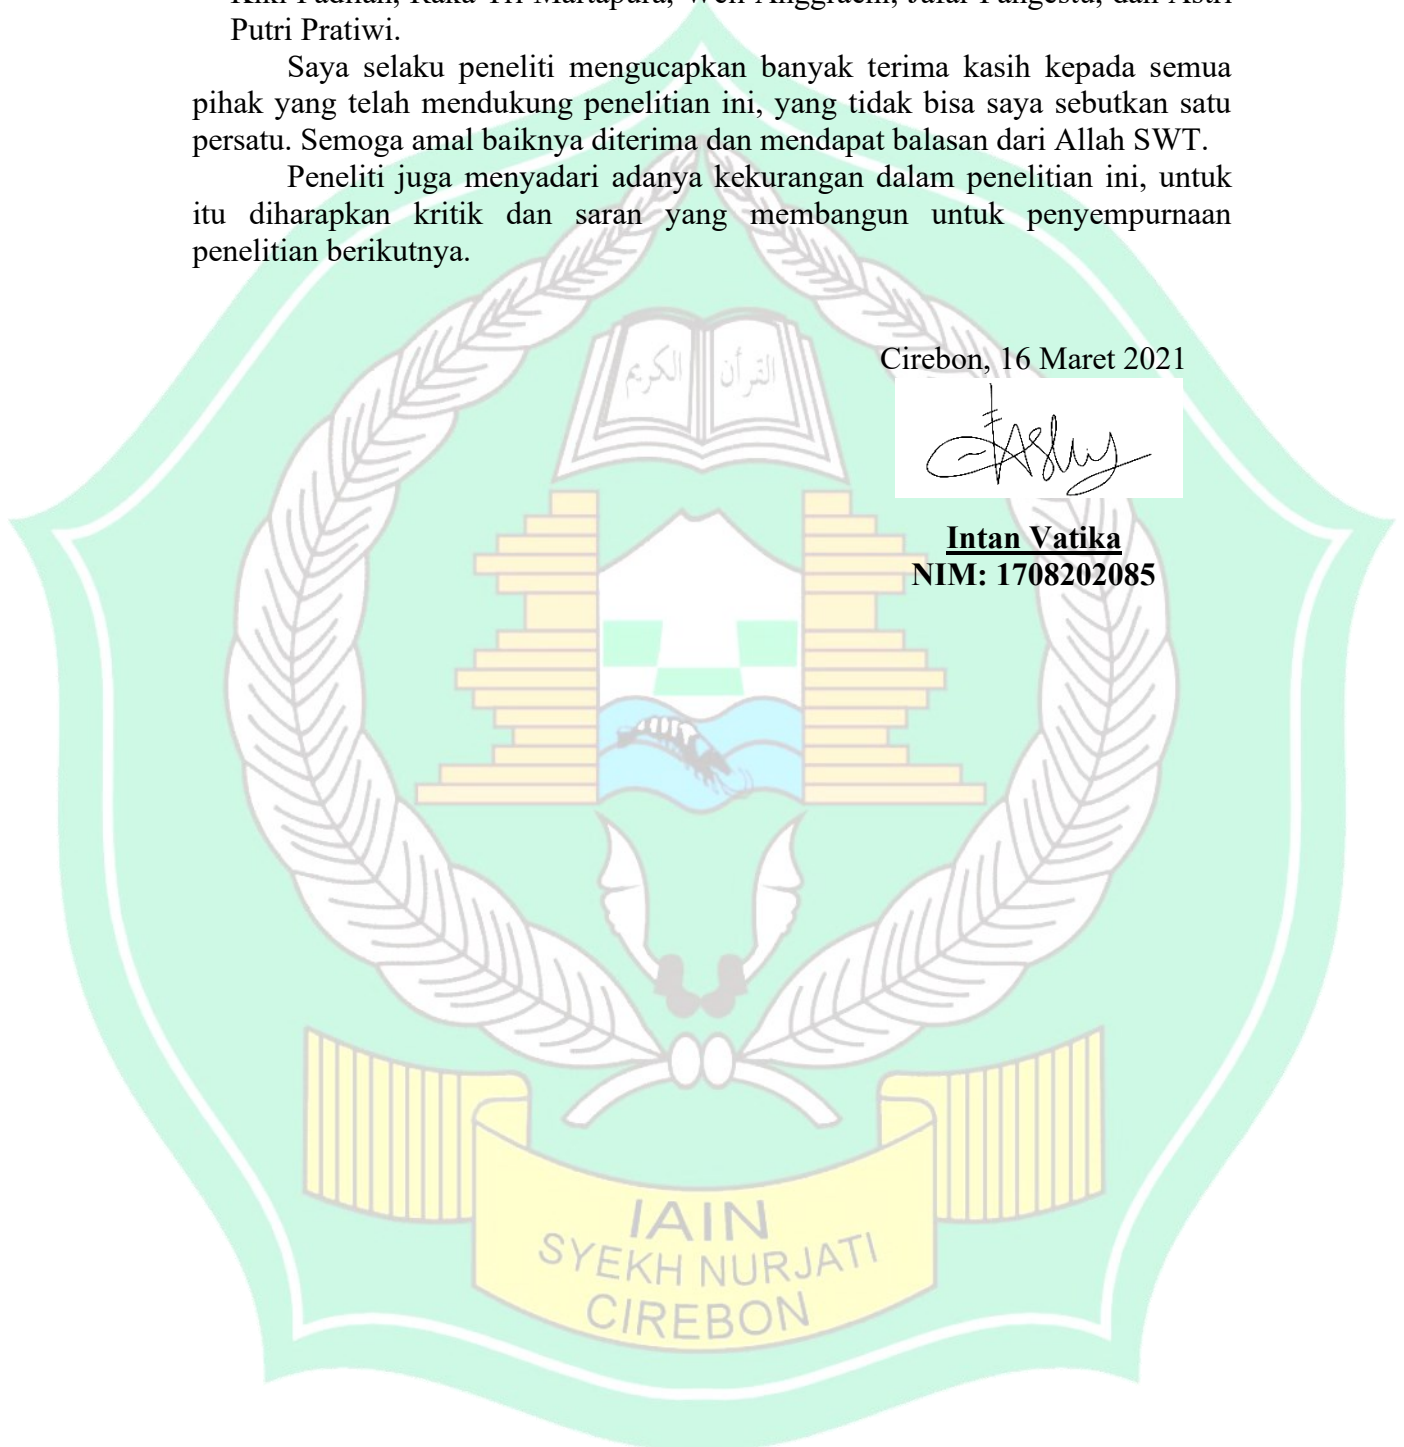 Putri Pratiwi.
Saya selaku peneliti mengucapkan banyak terima kasih kepada semua
pihak yang telah mendukung penelitian ini, yang tidak bisa saya sebutkan satu
persatu. Semoga amal baiknya diterima dan mendapat balasan dari Allah SWT.
Peneliti juga menyadari adanya kekurangan dalam penelitian ini, untuk
itu diharapkan kritik dan saran yang membangun untuk penyempurnaan
penelitian berikutnya.
القرآن الكريم
Cirebon, 16 Maret 2021
Intan Vatika
NIM: 1708202085
IAIN
SYEKH NURJATI
CIREBON